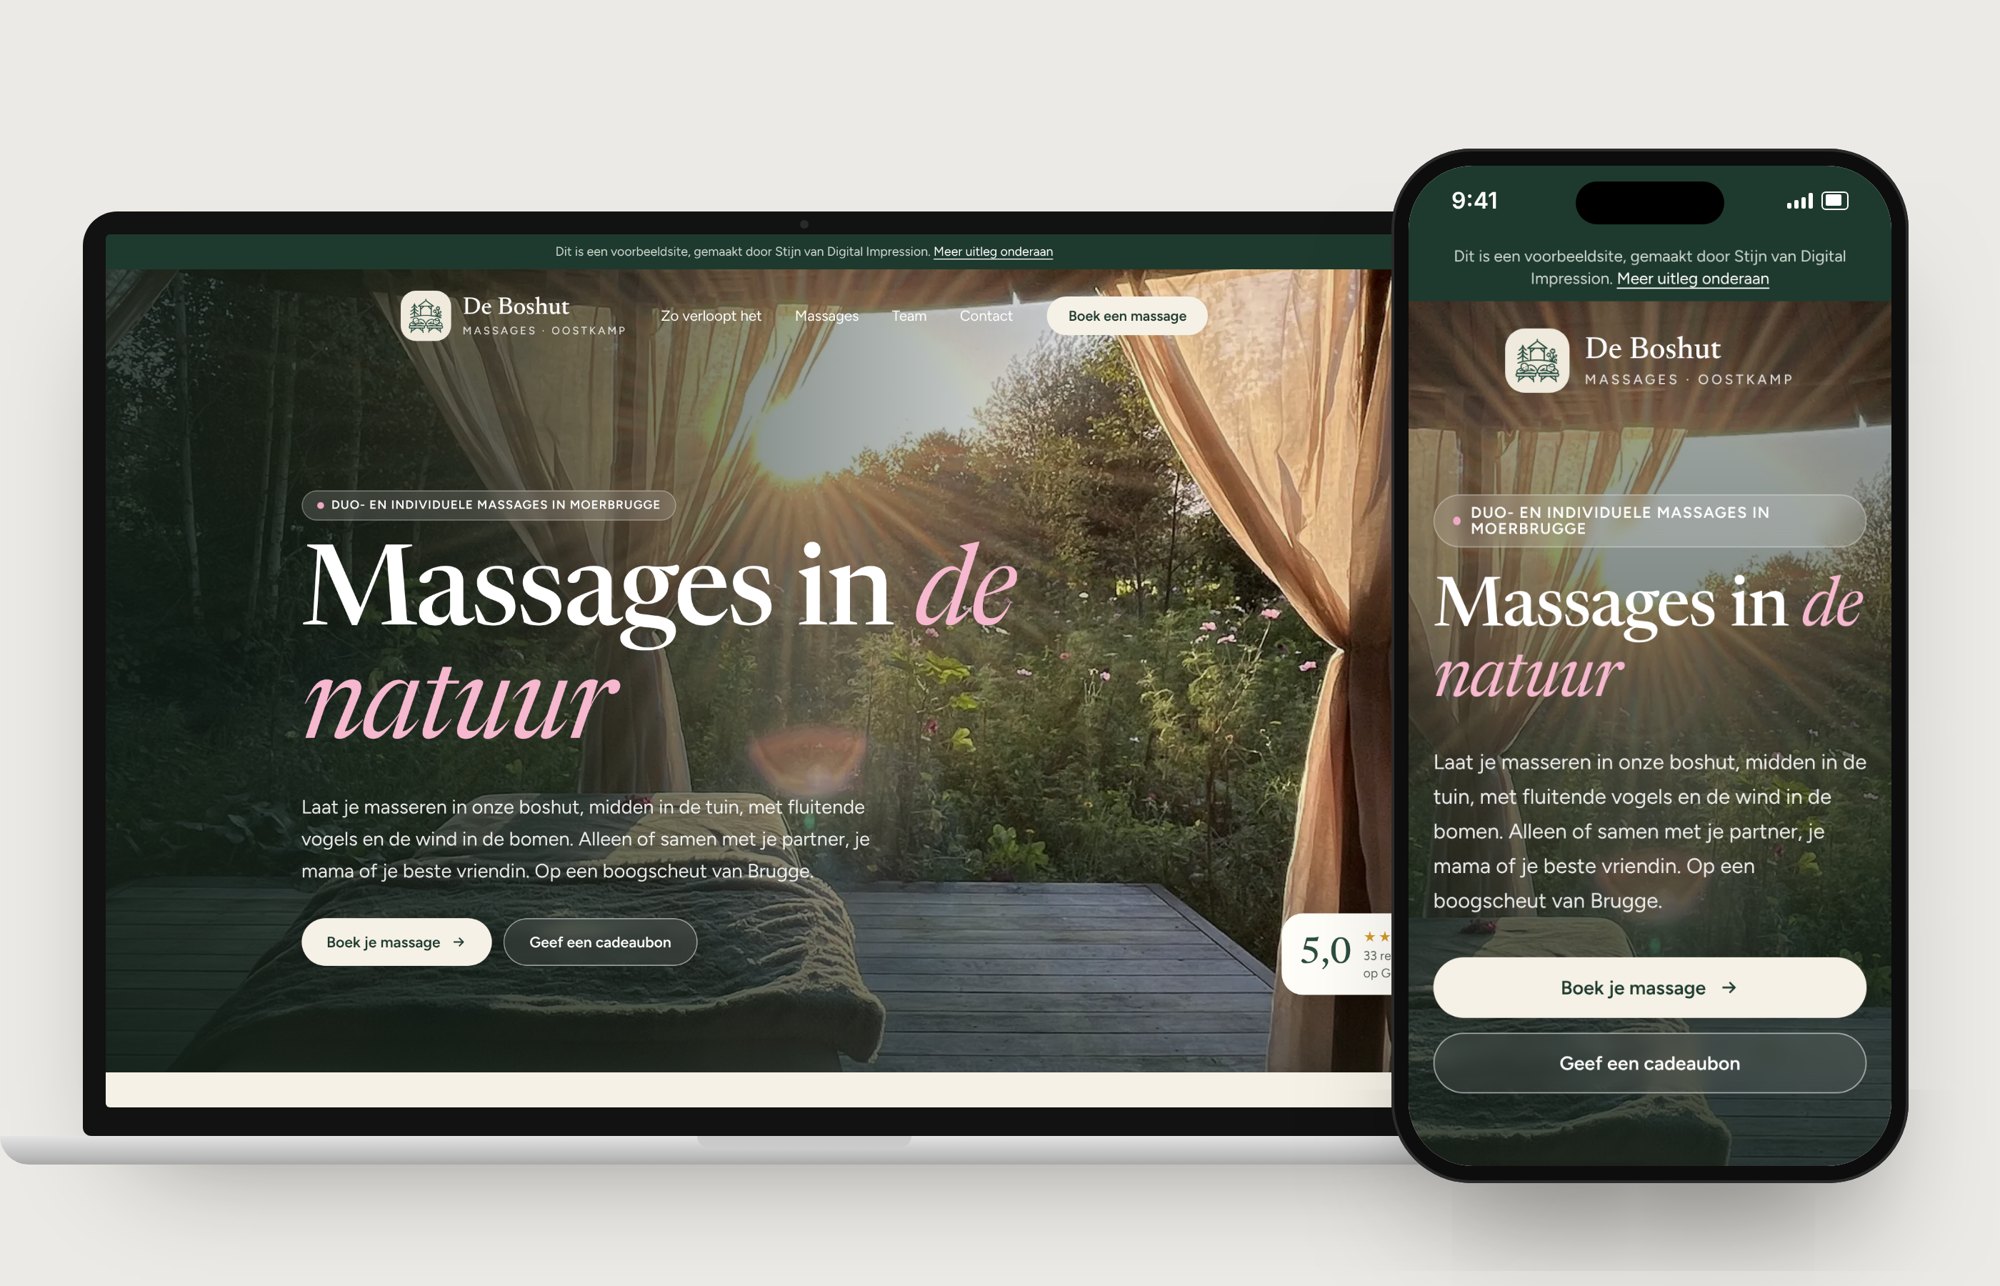 Dit is een voorbeeldsite, gemaakt door Stijn van Digital Impression. Meer uitleg onderaan
De Boshut
MASSAGES · OOSTKAMP
Zo verloopt het
Massages
Team
Contact
Boek een massage
DUO- EN INDIVIDUELE MASSAGES IN MOERBRUGGE
Massages in de
natuur
Laat je masseren in onze boshut, midden in de tuin, met fluitende
vogels en de wind in de bomen. Alleen of samen met je partner, je
mama of je beste vriendin. Op een boogscheut van Brugge.
Boek je massage →
Geef een cadeaubon
5,0
33
op
9:41
Dit is een voorbeeldsite, gemaakt door Stijn van Digital
Impression. Meer uitleg onderaan
De Boshut
MASSAGES · OOSTKAMP
DUO- EN INDIVIDUELE MASSAGES IN
MOERBRUGGE
Massages in de
natuur
Laat je masseren in onze boshut, midden in de
tuin, met fluitende vogels en de wind in de
bomen. Alleen of samen met je partner, je
mama of je beste vriendin. Op een
boogscheut van Brugge.
Boek je massage →
Geef een cadeaubon